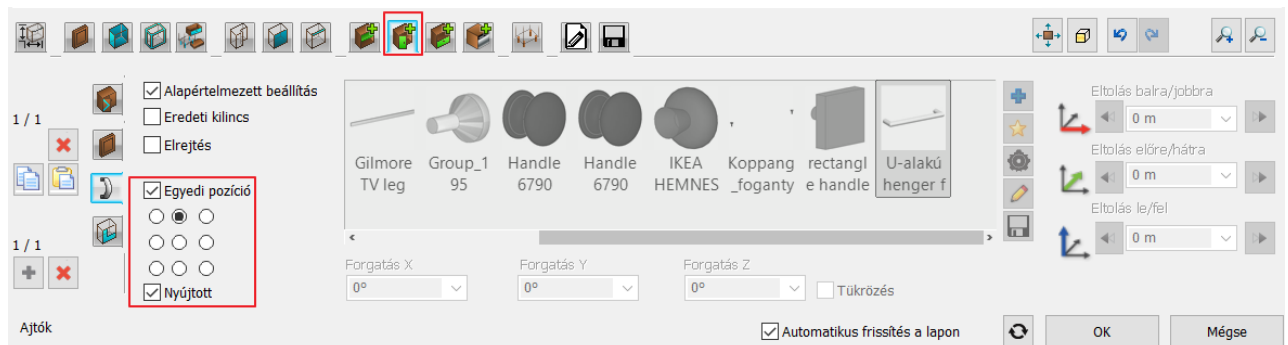 1 / 1
Alapértelmezett beállítás
Eredeti kilincs
Elrejtés
Egyedi pozíció
Nyújtott
1 / 1
Gilmore
TV leg
Group_1
95
Handle
6790
Handle
6790
IKEA
HEMNES
Koppang
_foganty
rectangl
e handle
U-alakú
henger f
Forgatás X
0°
Forgatás Y
0°
Forgatás Z
0°
Tükrözés
Eltolás balra/jobbra
0 m
Eltolás előre/hátra
0 m
Eltolás le/fel
0 m
Ajtók
Automatikus frissítés a lapon
OK
Mégse